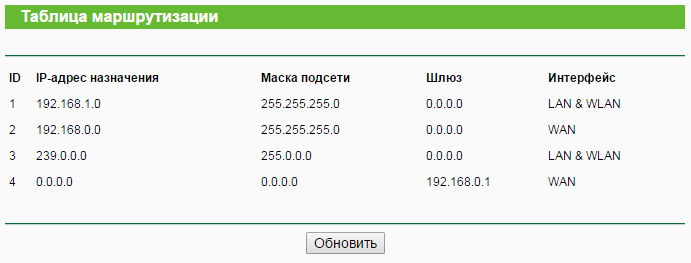 Таблица маршрутизации
ID IP-адрес назначения Маска подсети Шлюз Интерфейс
1 192.168.1.0 255.255.255.0 0.0.0.0 LAN & WLAN
2 192.168.0.0 255.255.255.0 0.0.0.0 WAN
3 239.0.0.0 255.0.0.0 0.0.0.0 LAN & WLAN
4 0.0.0.0 0.0.0.0 192.168.0.1 WAN
Обновить